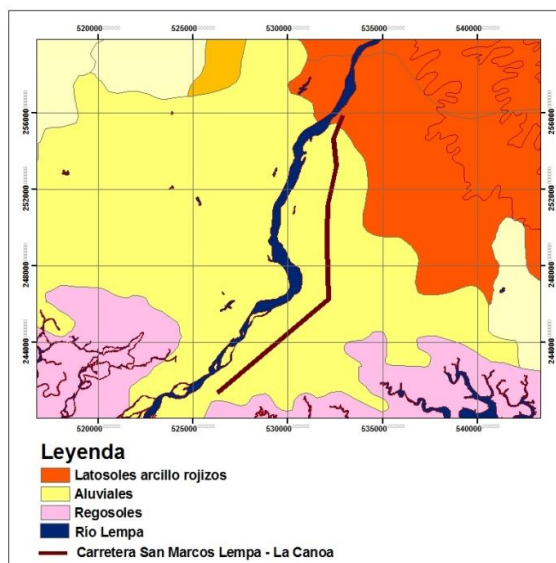 520000 525000 530000 535000 540000
256000 256000
252000 252000
248000 248000
244000 244000
520000 525000 530000 535000 540000
Leyenda
Latosoles arcillo rojizos
Aluviales
Regosoles
Río Lempa
Carretera San Marcos Lempa - La Canoa